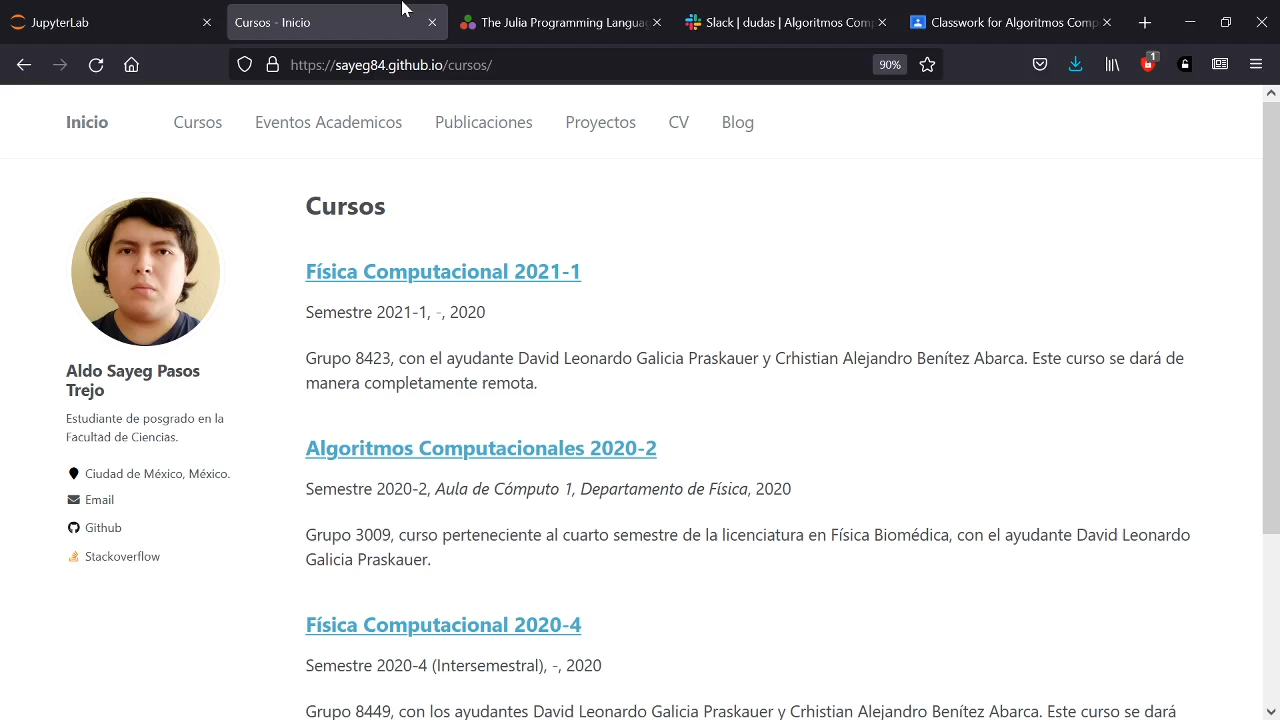 JupyterLab
Cursos - Inicio
The Julia Programming Langua
Slack | dudas | Algoritmos Comp
Classwork for Algoritmos Comp
https://sayeg84.github.io/cursos/
90%
1
Inicio
Cursos
Eventos Academicos
Publicaciones
Proyectos
CV
Blog
Aldo Sayeg Pasos
Trejo
Estudiante de posgrado en la
Facultad de Ciencias.
Ciudad de México, México.
Email
Github
Stackoverflow
Cursos
Física Computacional 2021-1
Semestre 2021-1, -, 2020
Grupo 8423, con el ayudante David Leonardo Galicia Praskauer y Crhistian Alejandro Benítez Abarca. Este curso se dará de
manera completamente remota.
Algoritmos Computacionales 2020-2
Semestre 2020-2, Aula de Cómputo 1, Departamento de Física, 2020
Grupo 3009, curso perteneciente al cuarto semestre de la licenciatura en Física Biomédica, con el ayudante David Leonardo
Galicia Praskauer.
Física Computacional 2020-4
Semestre 2020-4 (Intersemestral), -, 2020
Grupo 8449, con los ayudantes David Leonardo Galicia Praskauer y Crhistian Alejandro Benítez Abarca. Este curso se dará